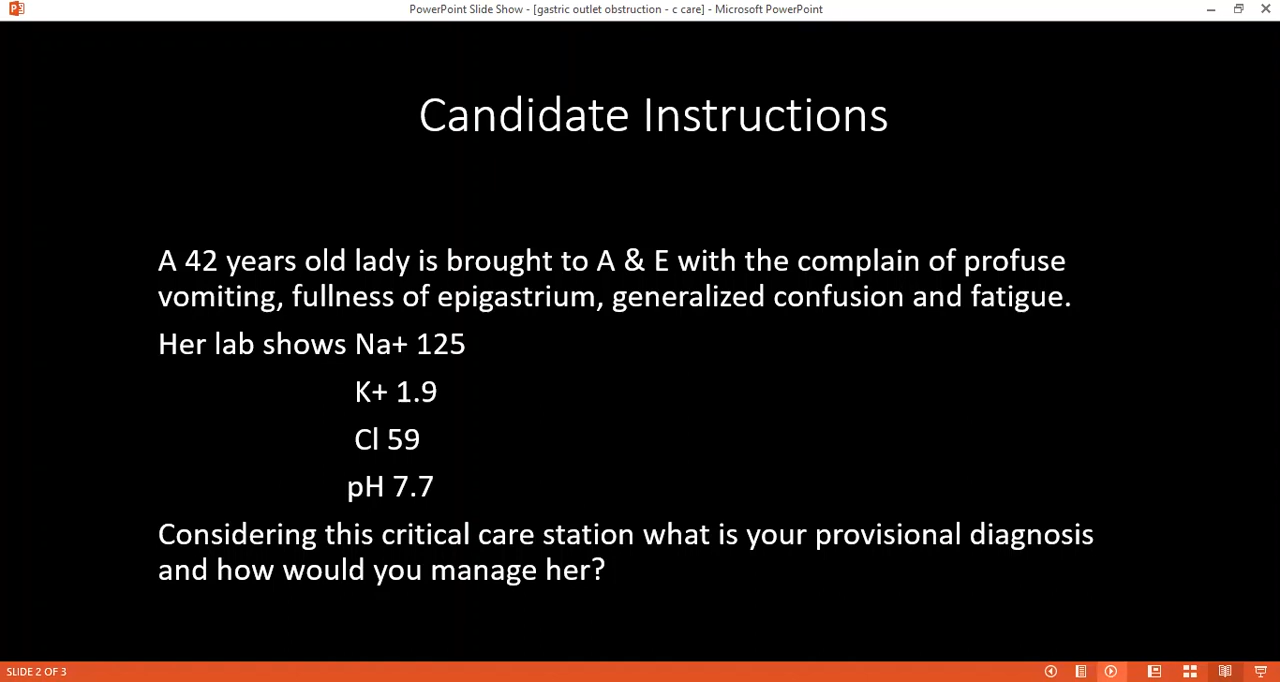 PowerPoint Slide Show - [gastric outlet obstruction - c care] - Microsoft PowerPoint
Candidate Instructions
A 42 years old lady is brought to A & E with the complain of profuse
vomiting, fullness of epigastrium, generalized confusion and fatigue.
Her lab shows Na+ 125
K+ 1.9
Cl 59
pH 7.7
Considering this critical care station what is your provisional diagnosis
and how would you manage her?
SLIDE 2 OF 3